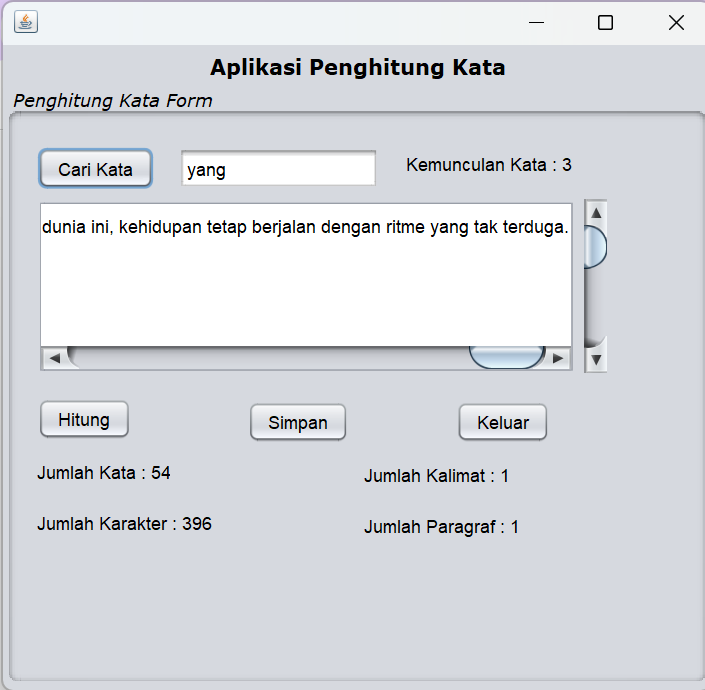 Aplikasi Penghitung Kata
Penghitung Kata Form
Cari Kata yang Kemunculan Kata : 3
dunia ini, kehidupan tetap berjalan dengan ritme yang tak terduga.
Hitung Simpan Keluar
Jumlah Kata : 54 Jumlah Kalimat : 1
Jumlah Karakter : 396 Jumlah Paragraf : 1